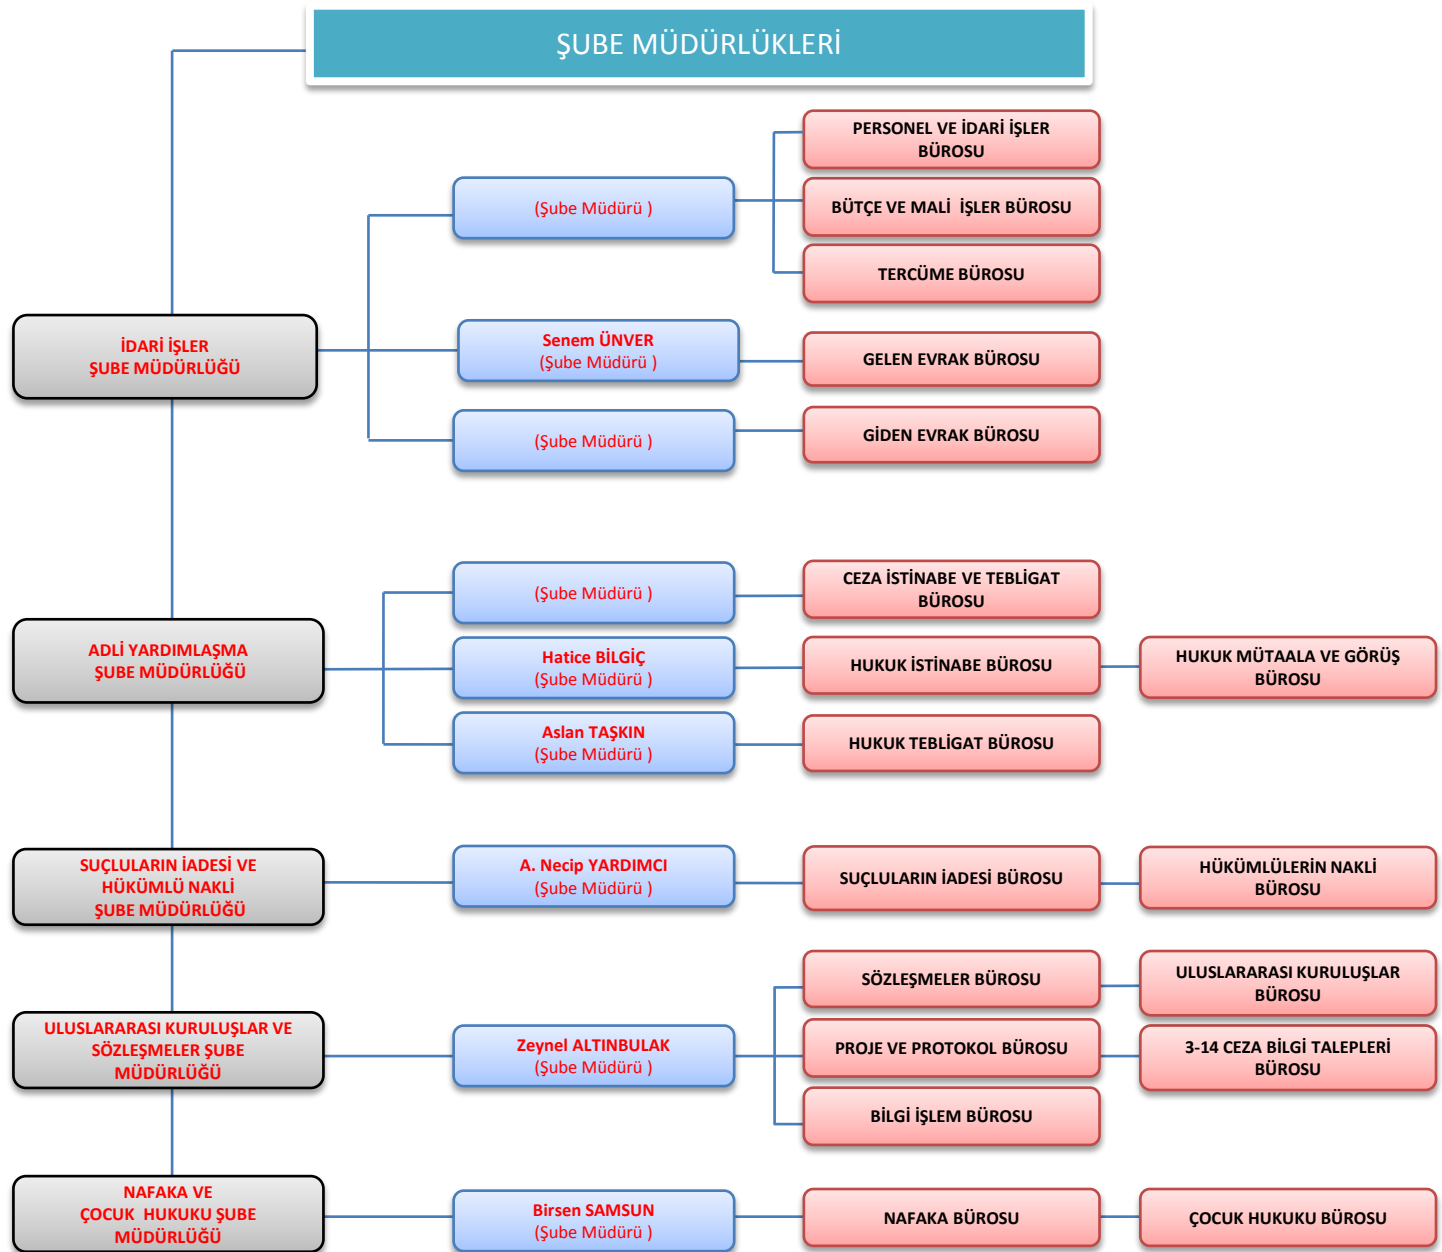 ŞUBE MÜDÜRLÜKLERİ
PERSONEL VE İDARİ İŞLER
BÜROSU
(Şube Müdürü )
BÜTÇE VE MALİ İŞLER BÜROSU
TERCÜME BÜROSU
İDARİ İŞLER
ŞUBE MÜDÜRLÜĞÜ
Senem ÜNVER
(Şube Müdürü )
GELEN EVRAK BÜROSU
(Şube Müdürü )
GİDEN EVRAK BÜROSU
(Şube Müdürü )
CEZA İSTİNABE VE TEBLİGAT
BÜROSU
ADLİ YARDIMLAŞMA
ŞUBE MÜDÜRLÜĞÜ
Hatice BİLGİÇ
(Şube Müdürü )
HUKUK İSTİNABE BÜROSU
HUKUK MÜTAALA VE GÖRÜŞ
BÜROSU
Aslan TAŞKIN
(Şube Müdürü )
HUKUK TEBLİGAT BÜROSU
SUÇLULARIN İADESİ VE
HÜKÜMLÜ NAKLİ
ŞUBE MÜDÜRLÜĞÜ
A. Necip YARDIMCI
(Şube Müdürü )
SUÇLULARIN İADESİ BÜROSU
HÜKÜMLÜLERİN NAKLİ
BÜROSU
SÖZLEŞMELER BÜROSU
ULUSLARARASI KURULUŞLAR
BÜROSU
ULUSLARARASI KURULUŞLAR VE
SÖZLEŞMELER ŞUBE
MÜDÜRLÜĞÜ
Zeynel ALTINBULAK
(Şube Müdürü )
PROJE VE PROTOKOL BÜROSU
3-14 CEZA BİLGİ TALEPLERİ
BÜROSU
BİLGİ İŞLEM BÜROSU
NAFAKA VE
ÇOCUK HUKUKU ŞUBE
MÜDÜRLÜĞÜ
Birsen SAMSUN
(Şube Müdürü )
NAFAKA BÜROSU
ÇOCUK HUKUKU BÜROSU